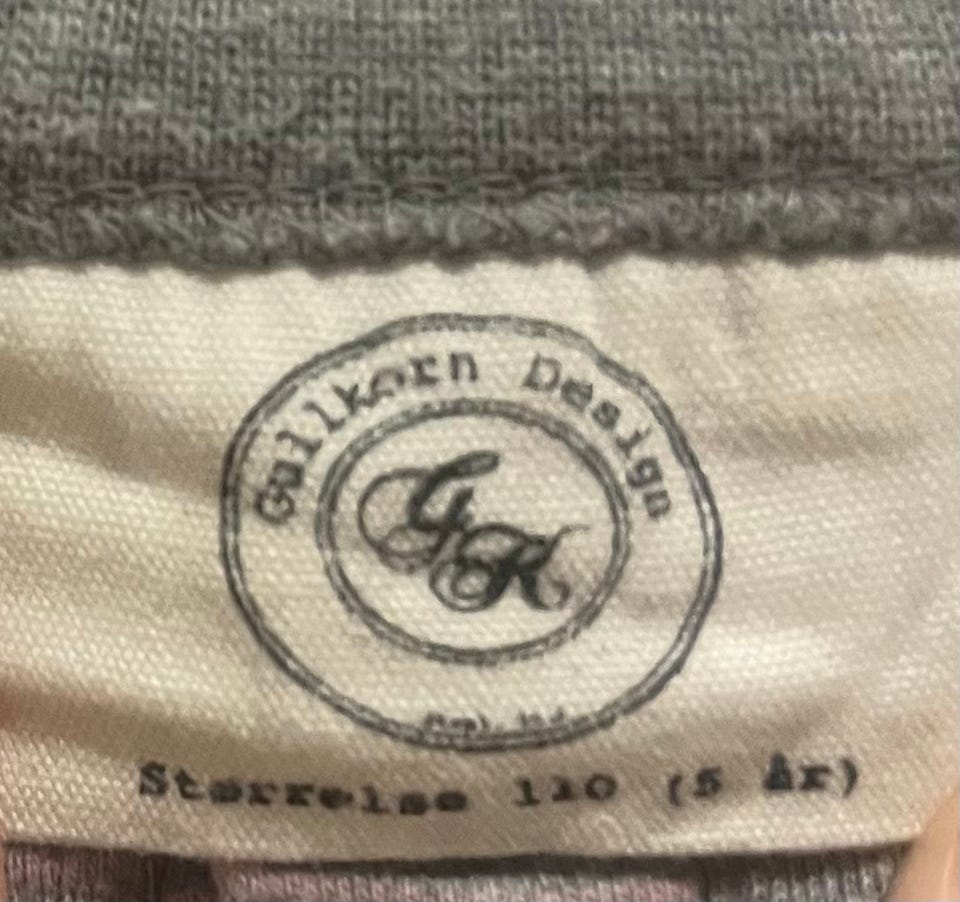 Gullkorn Design
GK
Størrelse 110 (5 år)